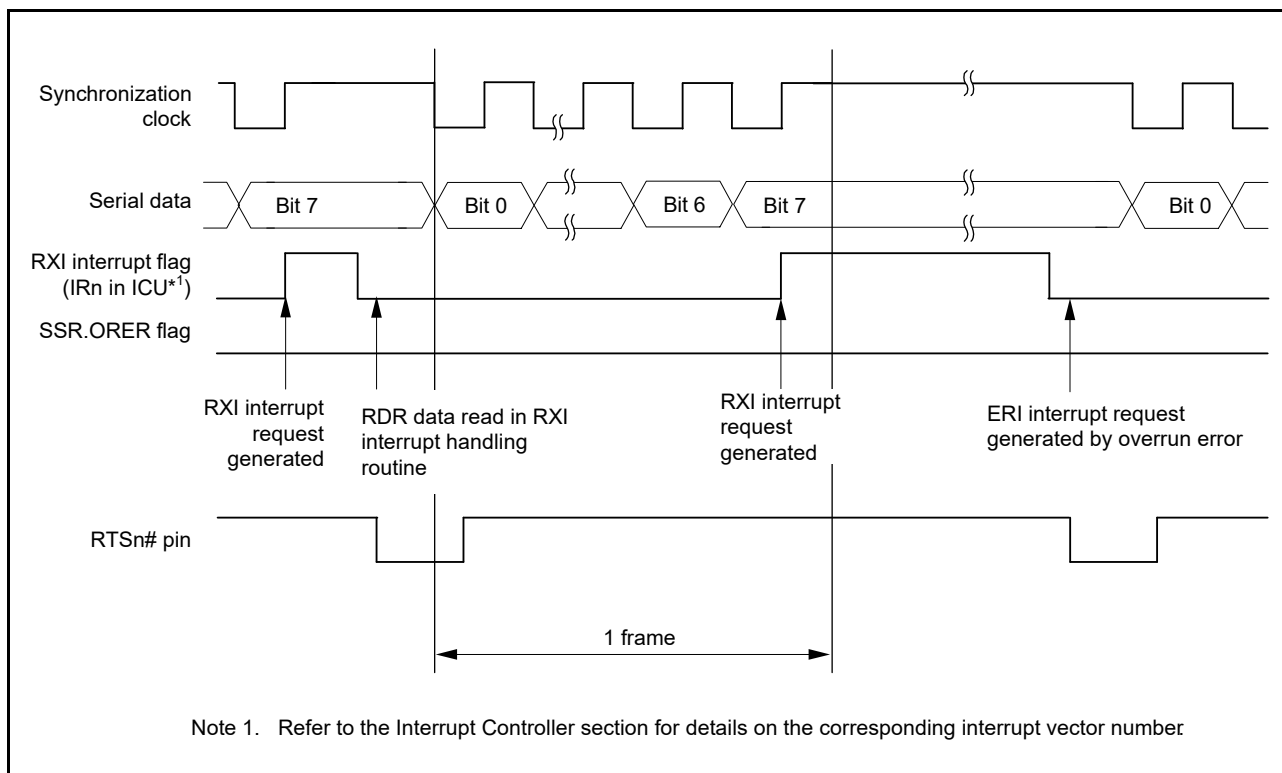 Synchronization
clock
Serial data
Bit 7
Bit 0
Bit 6
Bit 7
Bit 0
RXI interrupt flag
(IRn in ICU*1)
SSR.ORER flag
RXI interrupt
request
generated
RDR data read in RXI
interrupt handling
routine
RXI interrupt
request
generated
ERI interrupt request
generated by overrun error
RTSn# pin
1 frame
Note 1. Refer to the Interrupt Controller section for details on the corresponding interrupt vector number.